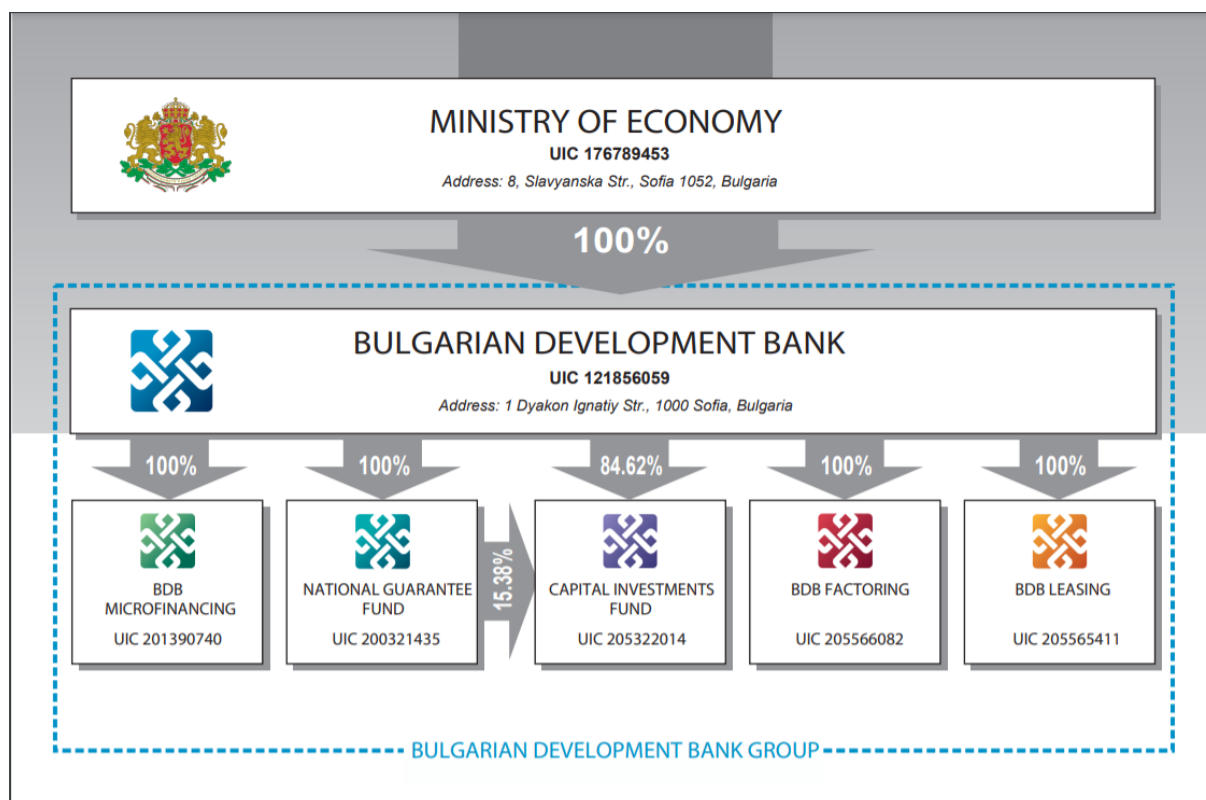 MINISTRY OF ECONOMY
UIC 176789453
Address: 8, Slavyanska Str., Sofia 1052, Bulgaria
100%
BULGARIAN DEVELOPMENT BANK
UIC 121856059
Address: 1 Dyakon Ignatiy Str., 1000 Sofia, Bulgaria
100%
100%
84.62%
100%
100%
BDB
MICROFINANCING
UIC 201390740
NATIONAL GUARANTEE
FUND
UIC 200321435
15.38%
CAPITAL INVESTMENTS
FUND
UIC 205322014
BDB FACTORING
UIC 205566082
BDB LEASING
UIC 205565411
BULGARIAN DEVELOPMENT BANK GROUP